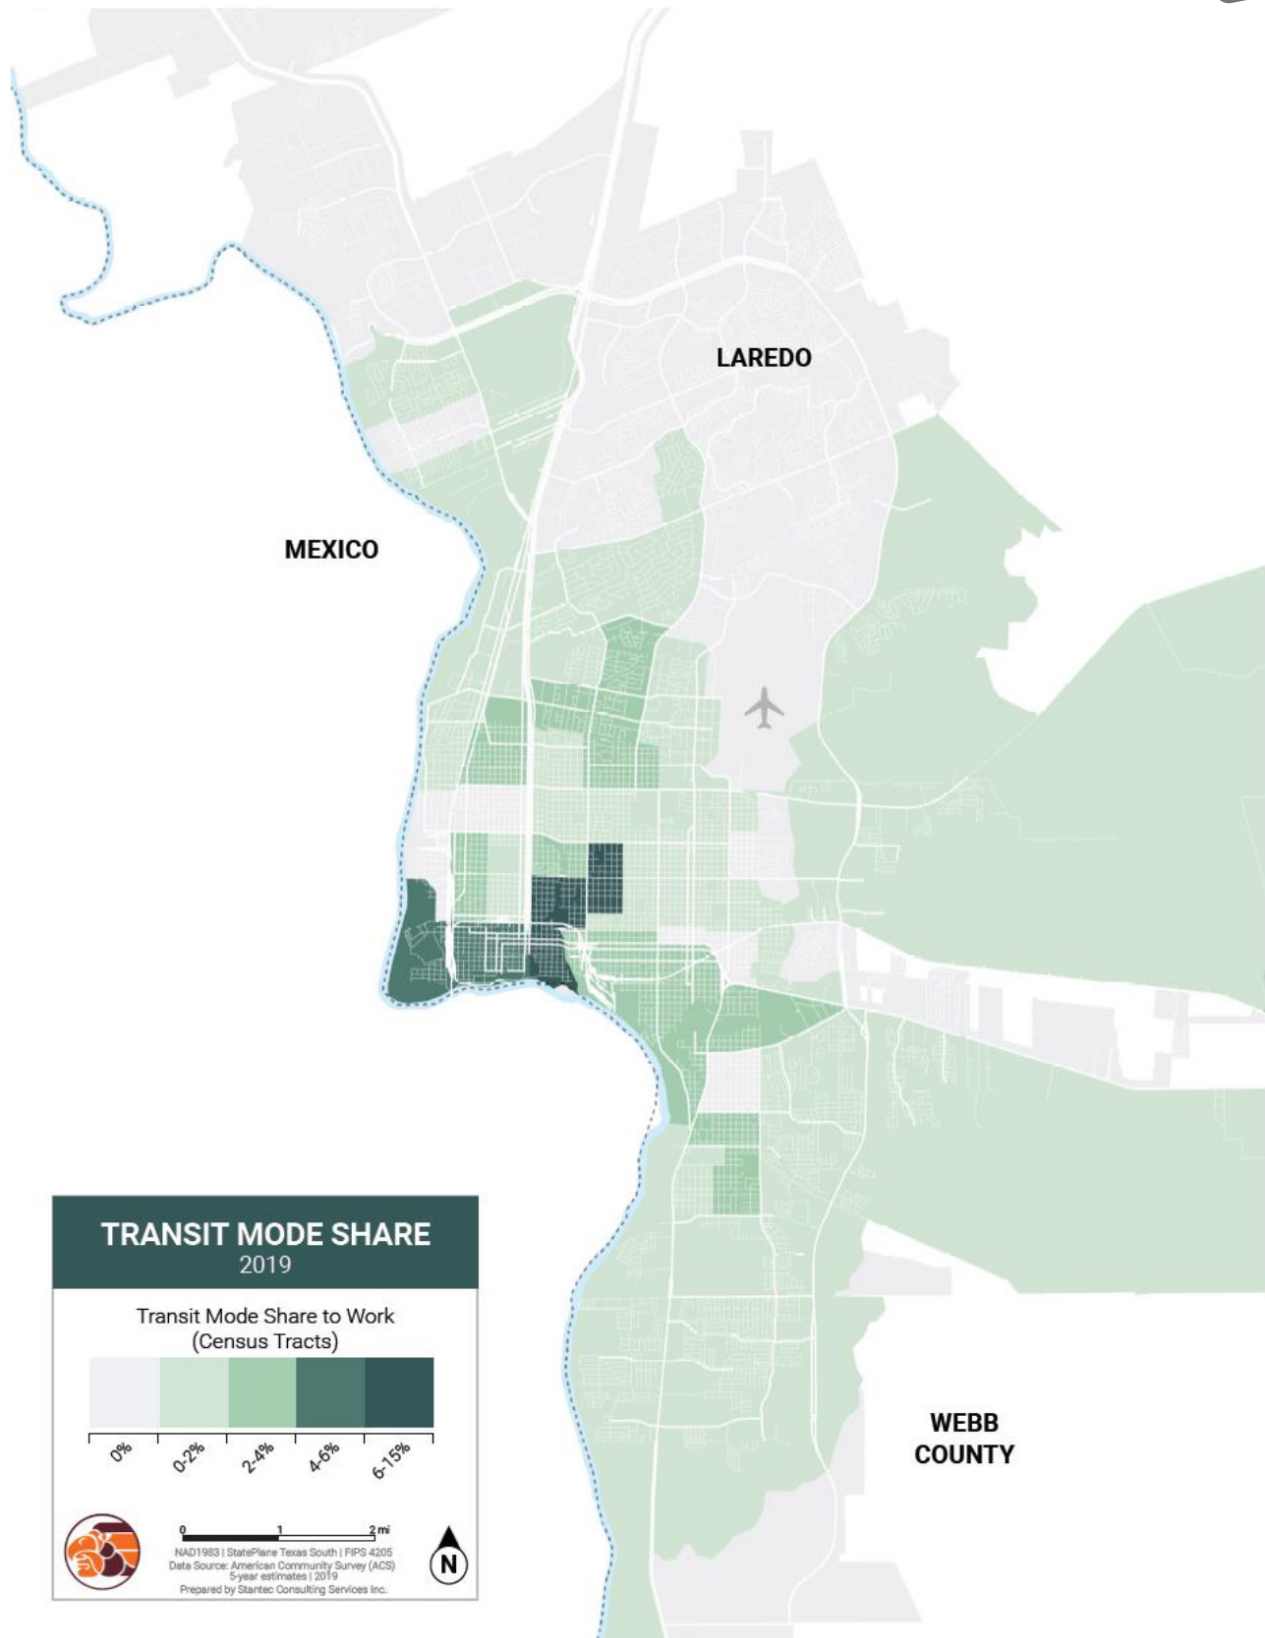 LAREDO
MEXICO
TRANSIT MODE SHARE
2019
Transit Mode Share to Work
(Census Tracts)
0%
0-2%
2-4%
4-6%
6-15%
0 1 2 mi
NAD1983 | StatePlane Texas South | FIPS 4205
Data Source: American Community Survey (ACS)
5-year estimates | 2019
Prepared by Stantec Consulting Services Inc.
N
WEBB
COUNTY